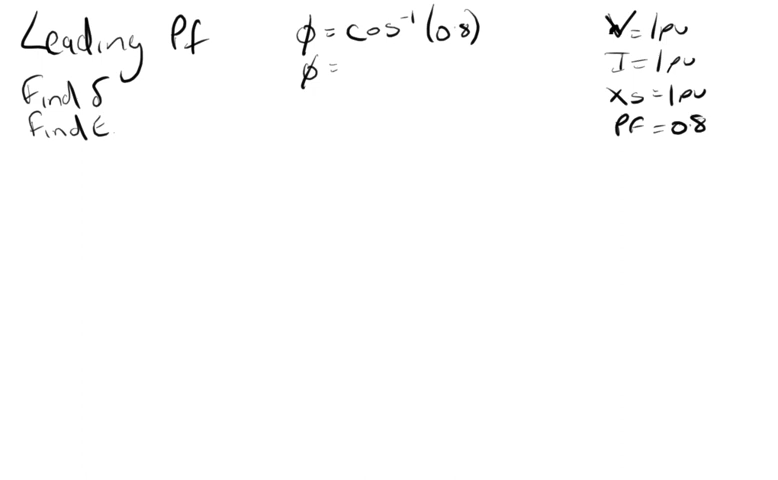 Leading Pf
Find δ
Find E
ϕ = cos⁻¹ (0.8)
ϕ =
V = 1pu
I = 1pu
Xs = 1pu
Pf = 0.8